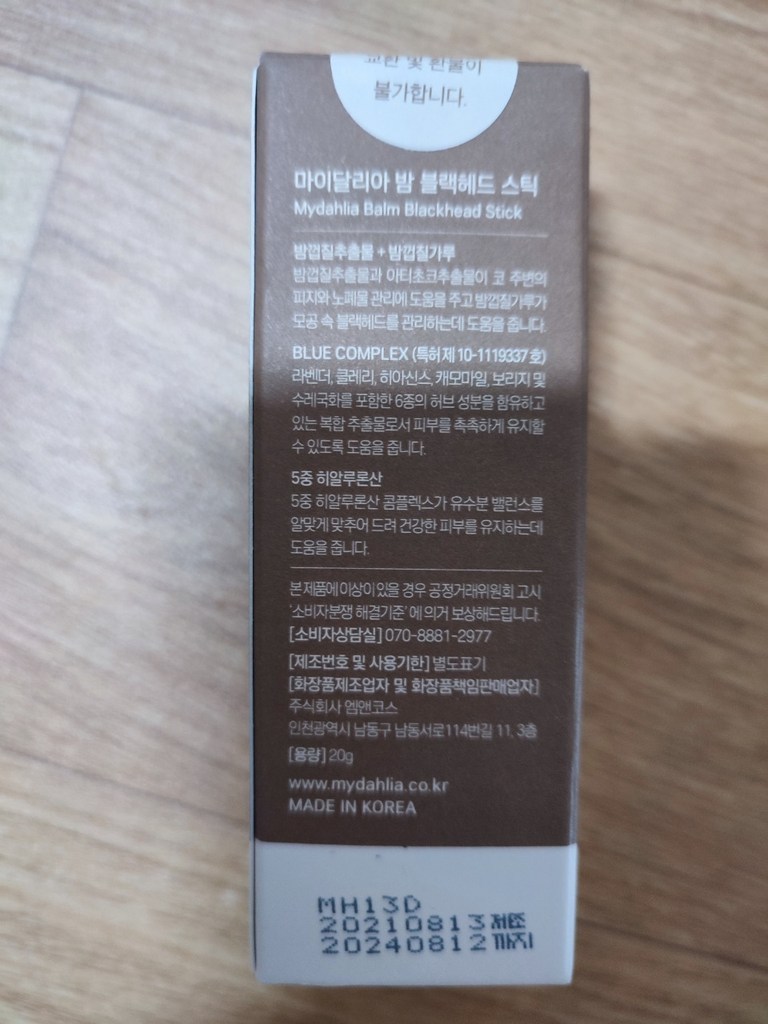 교환 및 환불이
불가합니다.
마이달리아 밤 블랙헤드 스틱
Mydahlia Balm Blackhead Stick
밤껍질추출물 + 밤껍질가루
밤껍질추출물과 아티초크추출물이 코 주변의
피지와 노폐물 관리에 도움을 주고 밤껍질가루가
모공 속 블랙헤드를 관리하는데 도움을 줍니다.
BLUE COMPLEX (특허 제 10-1119337 호)
라벤더, 클레리, 히아신스, 캐모마일, 보리지 및
수레국화를 포함한 6종의 허브 성분을 함유하고
있는 복합 추출물로서 피부를 촉촉하게 유지할
수 있도록 도움을 줍니다.
5중 히알루론산
5중 히알루론산 콤플렉스가 유수분 밸런스를
알맞게 맞추어 드려 건강한 피부를 유지하는데
도움을 줍니다.
본 제품에 이상이 있을 경우 공정거래위원회 고시
'소비자분쟁 해결기준' 에 의거 보상해드립니다.
[소비자상담실] 070-8881-2977
[제조번호 및 사용기한] 별도표기
[화장품제조업자 및 화장품책임판매업자]
주식회사 엠앤코스
인천광역시 남동구 남동서로114번길 11. 3층
[용량] 20g
www.mydahlia.co.kr
MADE IN KOREA
MH13D
20210813제조
20240812까지